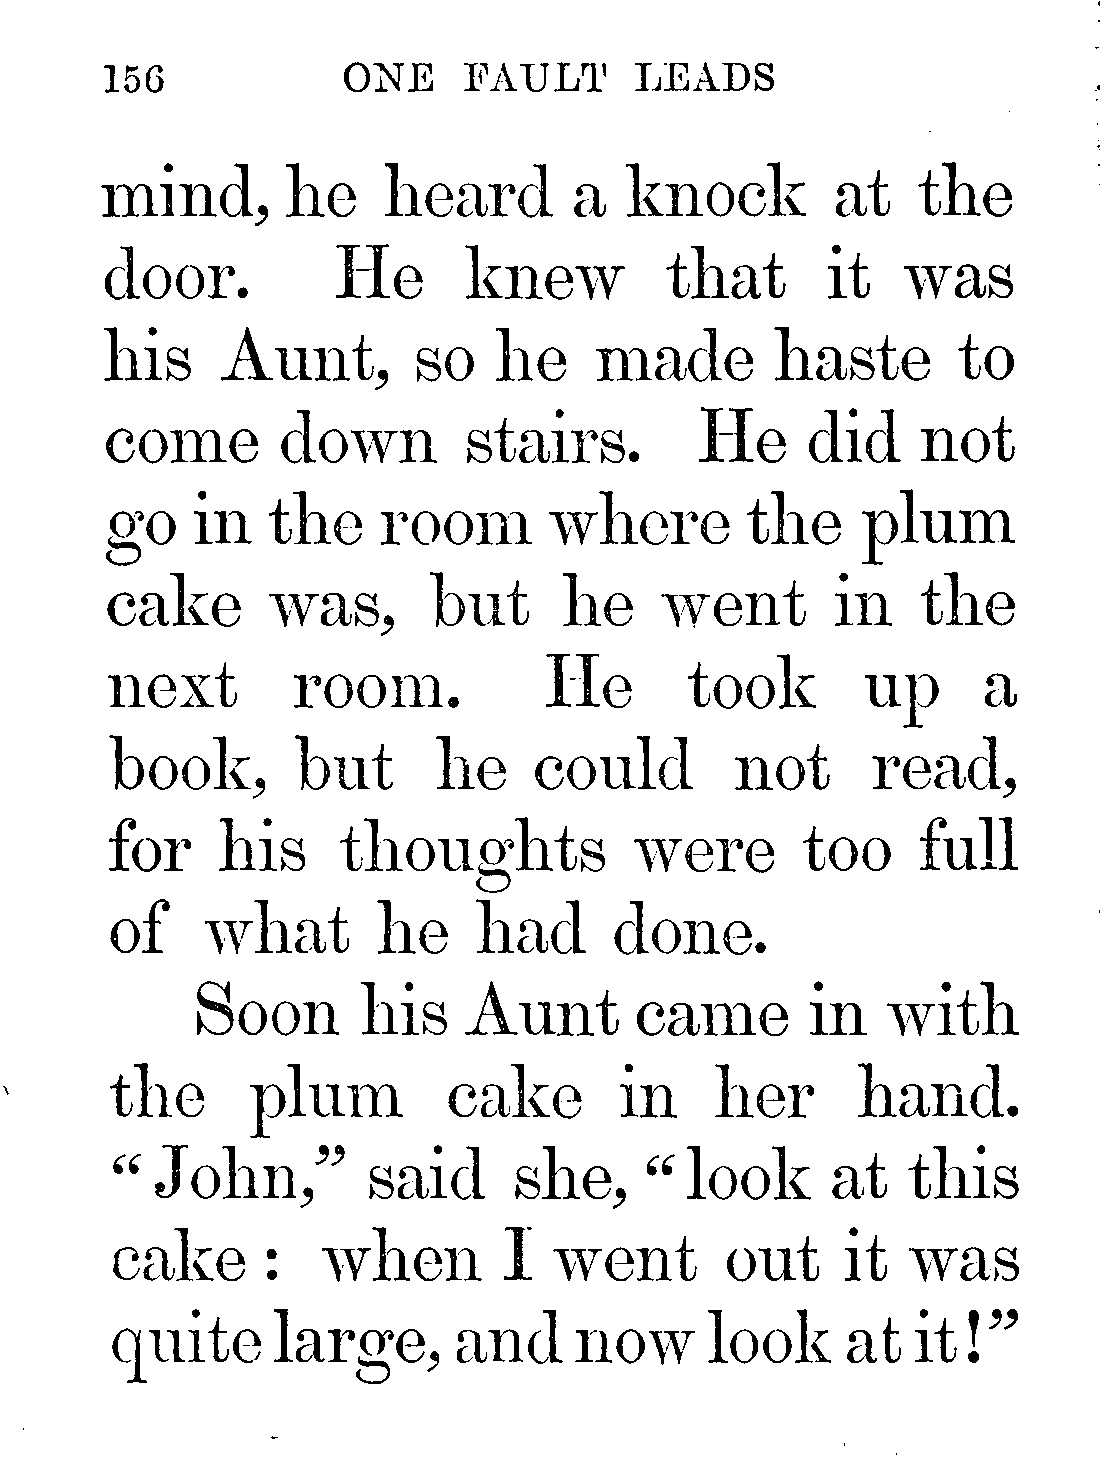 156 ONE FAULT LEADS
mind, he heard a knock at the
door. He knew that it was
his Aunt, so he made haste to
come down stairs. He did not
go in the room where the plum
cake was, but he went in the
next room. He took up a
book, but he could not read,
for his thoughts were too full
of what he had done.
Soon his Aunt came in with
the plum cake in her hand.
“John,” said she, “look at this
cake : when I went out it was
quite large, and now look at it!”